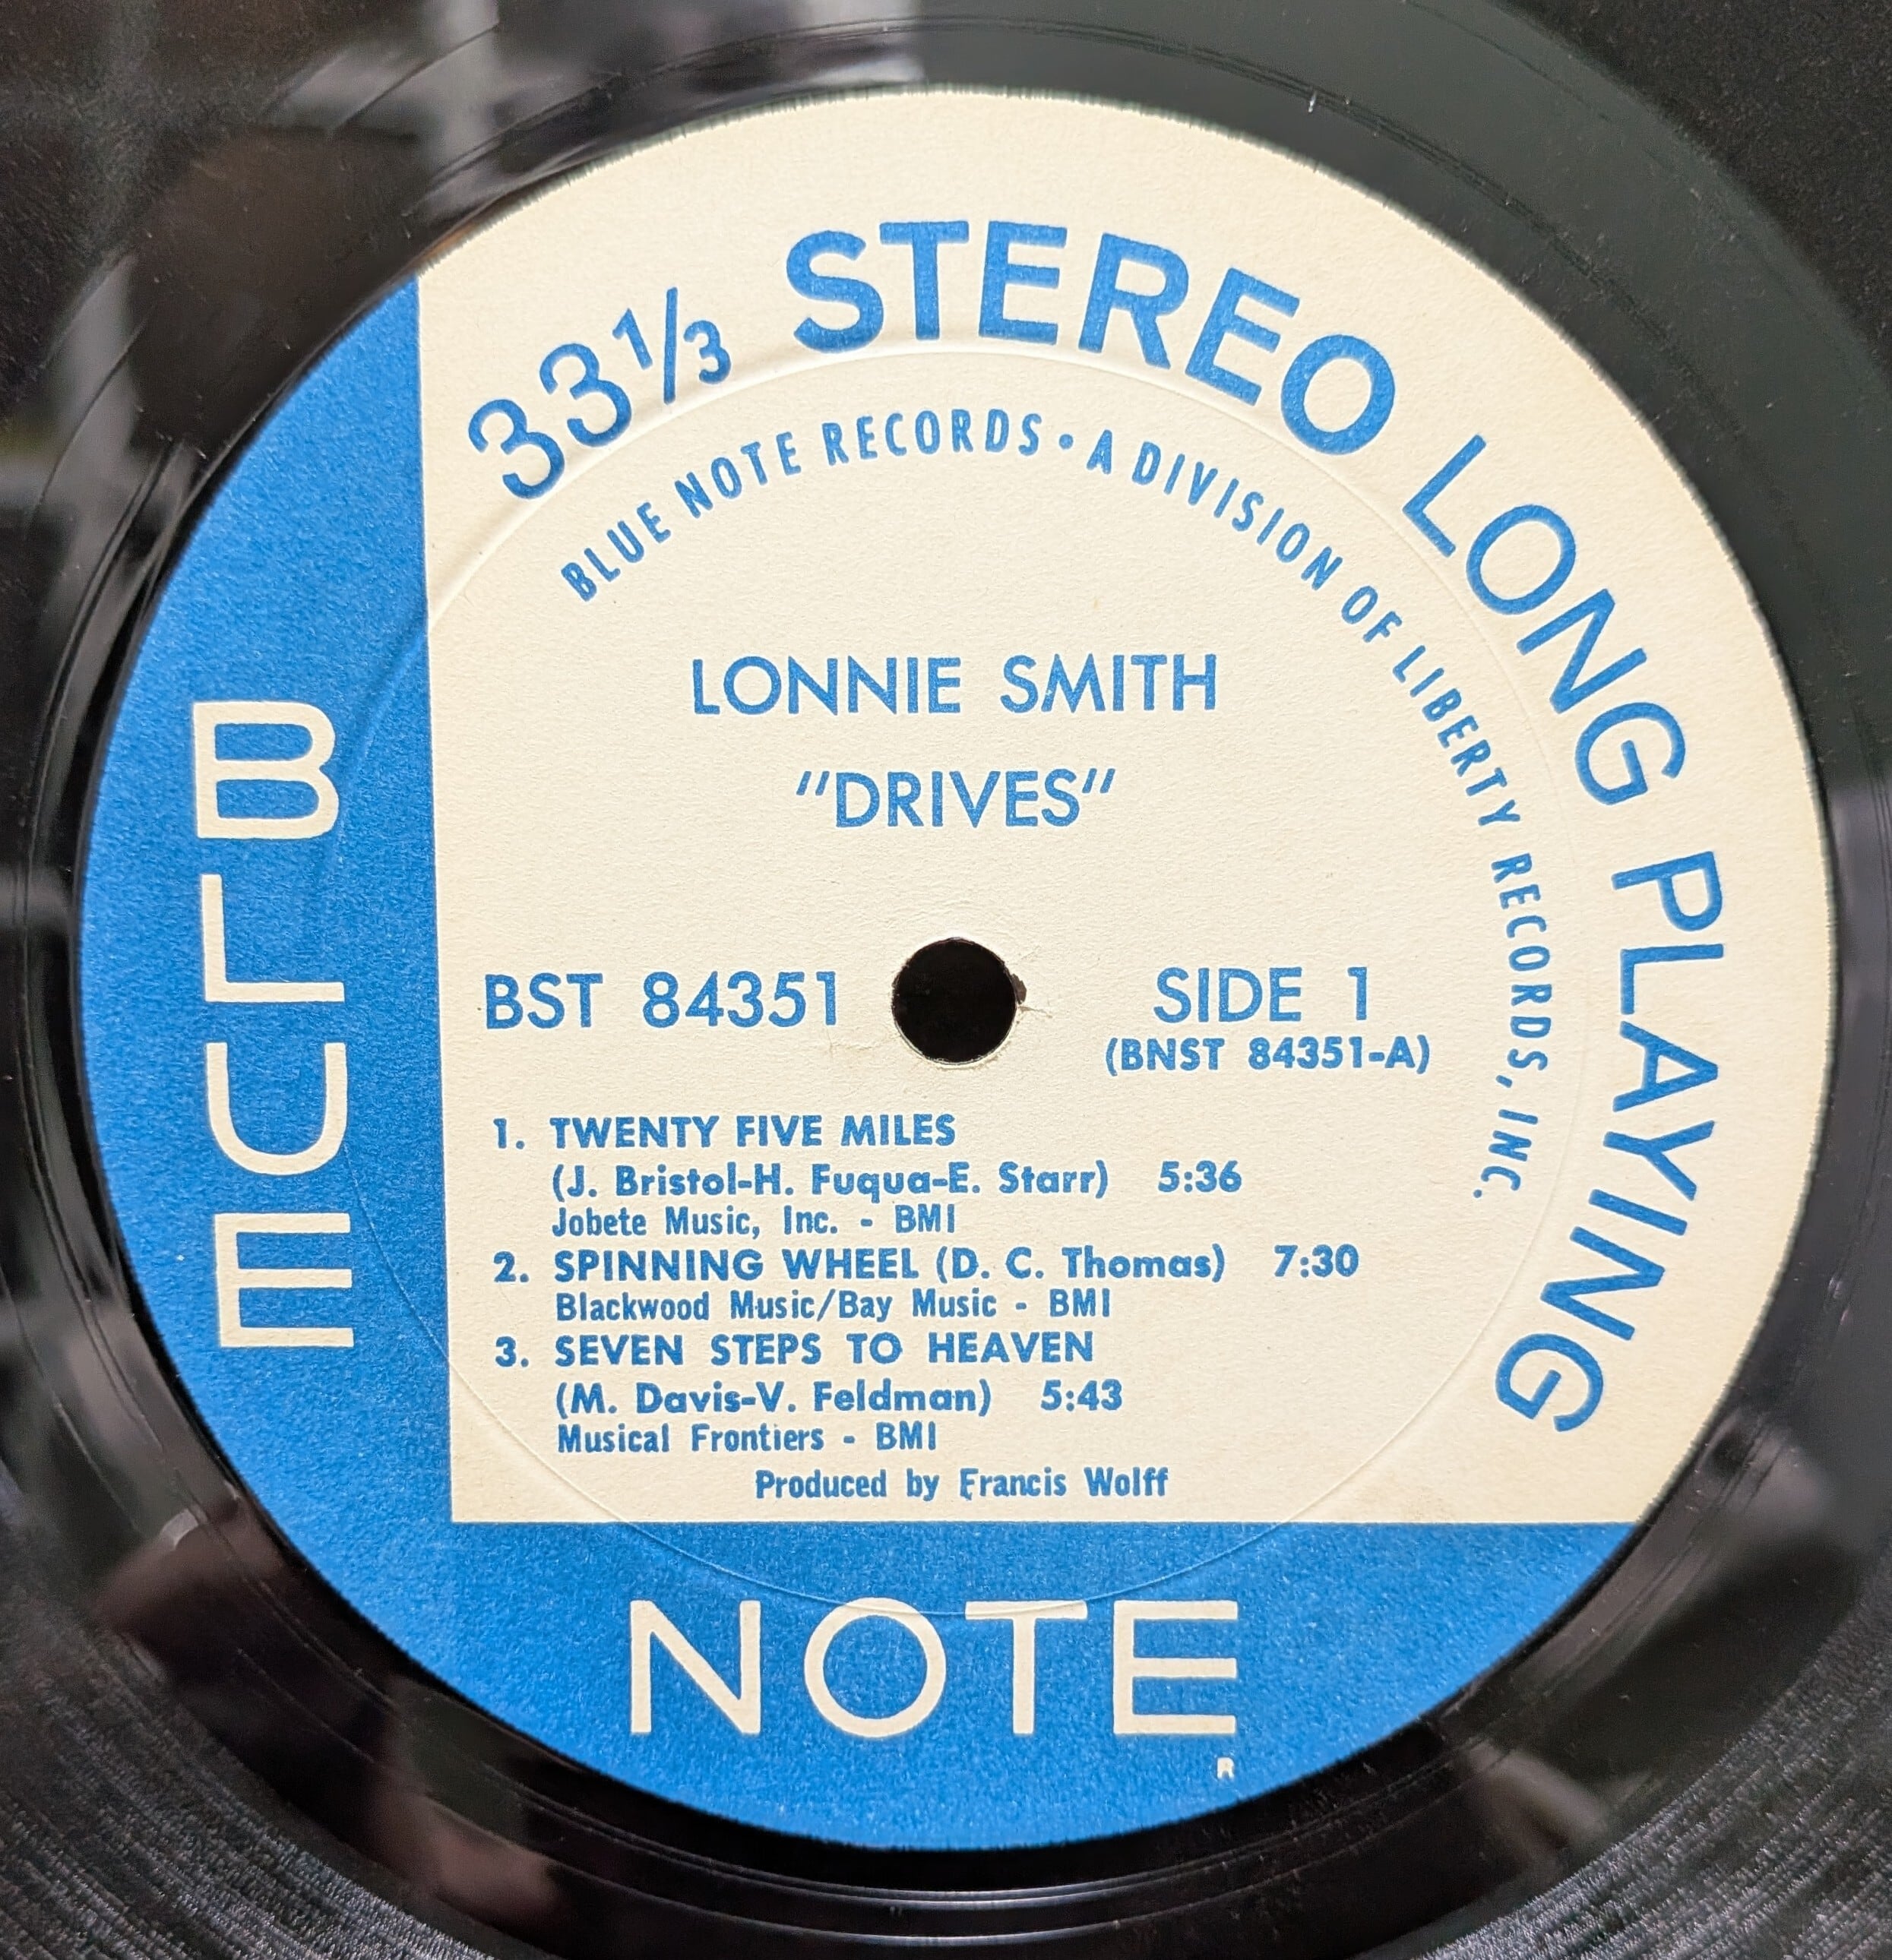 33⅓ STEREO LONG PLAYING
BLUE NOTE RECORDS • A DIVISION OF LIBERTY RECORDS, INC.
LONNIE SMITH
"DRIVES"
BST 84351 SIDE 1
(BNST 84351-A)
1. TWENTY FIVE MILES
(J. Bristol-H. Fuqua-E. Starr) 5:36
Jobete Music, Inc. - BMI
2. SPINNING WHEEL (D. C. Thomas) 7:30
Blackwood Music/Bay Music - BMI
3. SEVEN STEPS TO HEAVEN
(M. Davis-V. Feldman) 5:43
Musical Frontiers - BMI
Produced by Francis Wolff
BLUE
NOTE
R